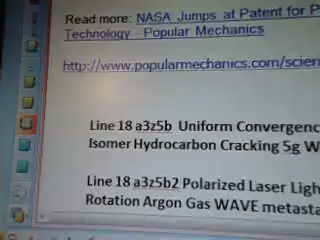 Read more: NASA Jumps at Patent for
Technology - Popular Mechanics
http://www.popularmechanics.com/scien
Line 18 a3z5b Uniform Convergenc
Isomer Hydrocarbon Cracking 5g W
Line 18 a3z5b2 Polarized Laser Ligh
Rotation Argon Gas WAVE metasta